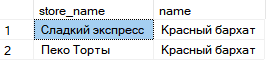 store_name name
1 Сладкий экспресс Красный бархат
2 Пеко Торты Красный бархат